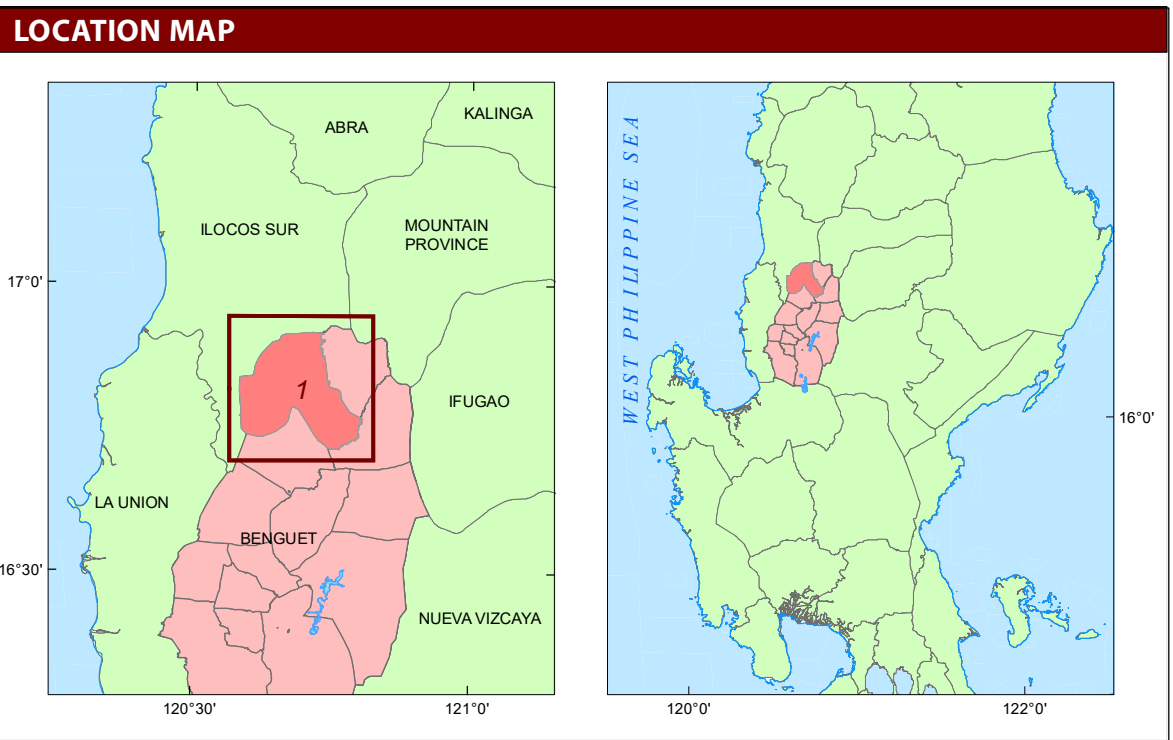 LOCATION MAP
KALINGA
ABRA
ILOCOS SUR
MOUNTAIN
PROVINCE
17°0'
1
IFUGAO
LA UNION
BENGUET
16°30'
NUEVA VIZCAYA
120°30'
121°0'
WEST PHILIPPINE SEA
16°0'
120°0'
122°0'